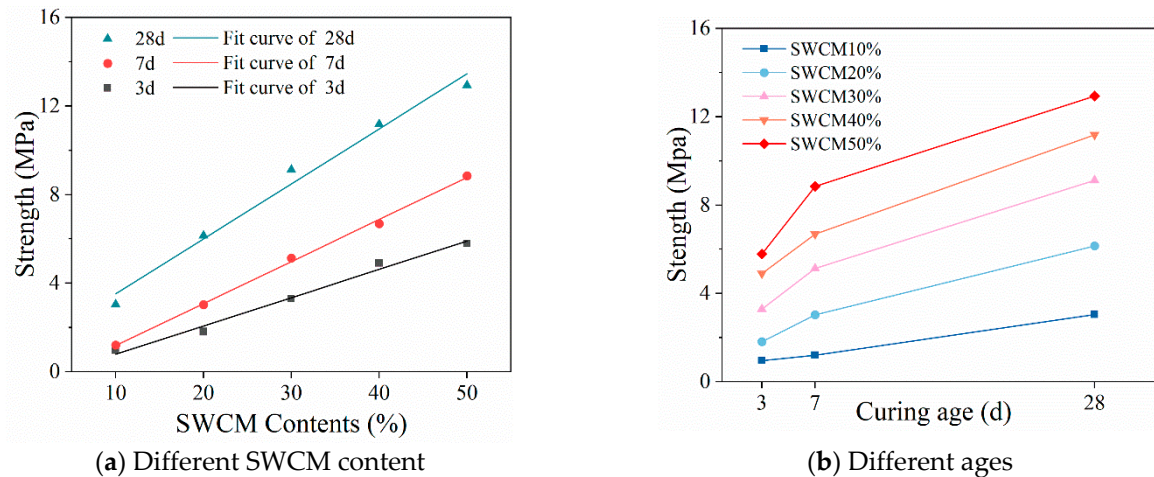 16
12
8
4
0
Strength (MPa)
28d Fit curve of 28d
7d Fit curve of 7d
3d Fit curve of 3d
10 20 30 40 50
SWCM Contents (%)
(a) Different SWCM content
16
12
8
4
0
Stength (Mpa)
SWCM10%
SWCM20%
SWCM30%
SWCM40%
SWCM50%
3 7 28
Curing age (d)
(b) Different ages